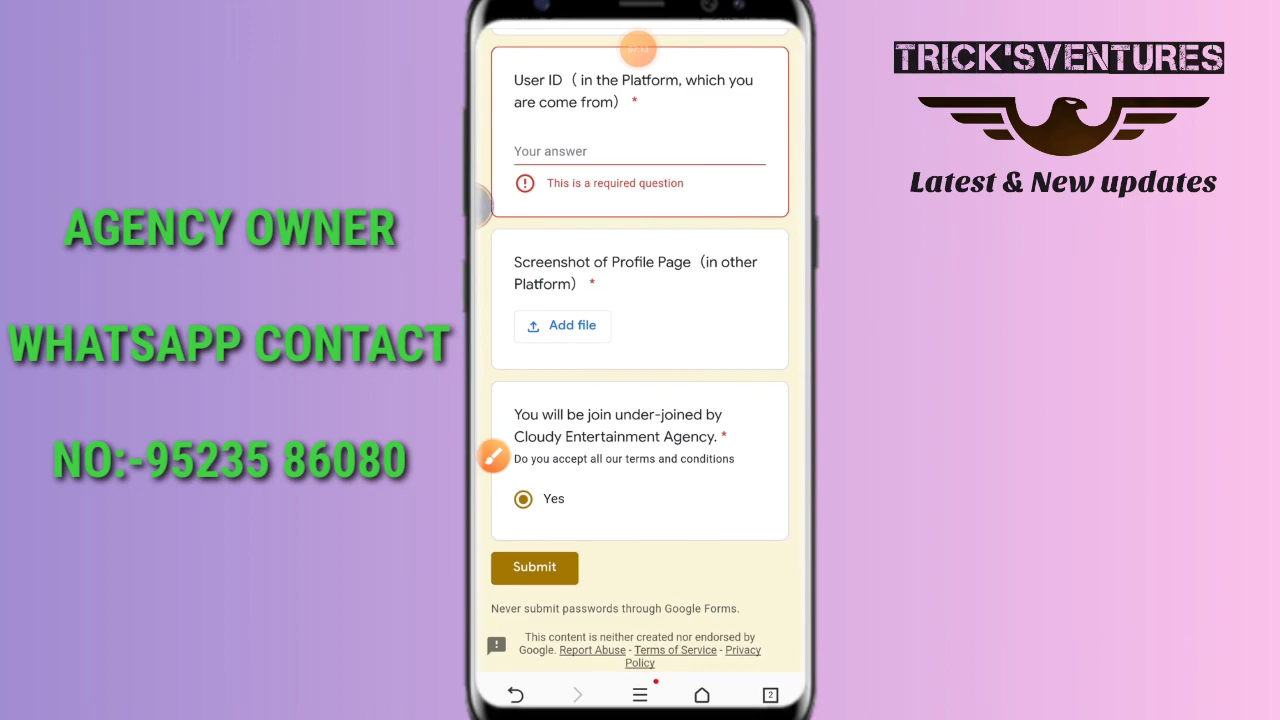 AGENCY OWNER
WHATSAPP CONTACT
NO:-95235 86080
User ID ( in the Platform, which you
are come from) *
Your answer
This is a required question
Screenshot of Profile Page (in other
Platform) *
Add file
You will be join under-joined by
Cloudy Entertainment Agency. *
Do you accept all our terms and conditions
Yes
Submit
Never submit passwords through Google Forms.
This content is neither created nor endorsed by
Google. Report Abuse - Terms of Service - Privacy
Policy
2
TRICK'SVENTURES
Latest & New updates